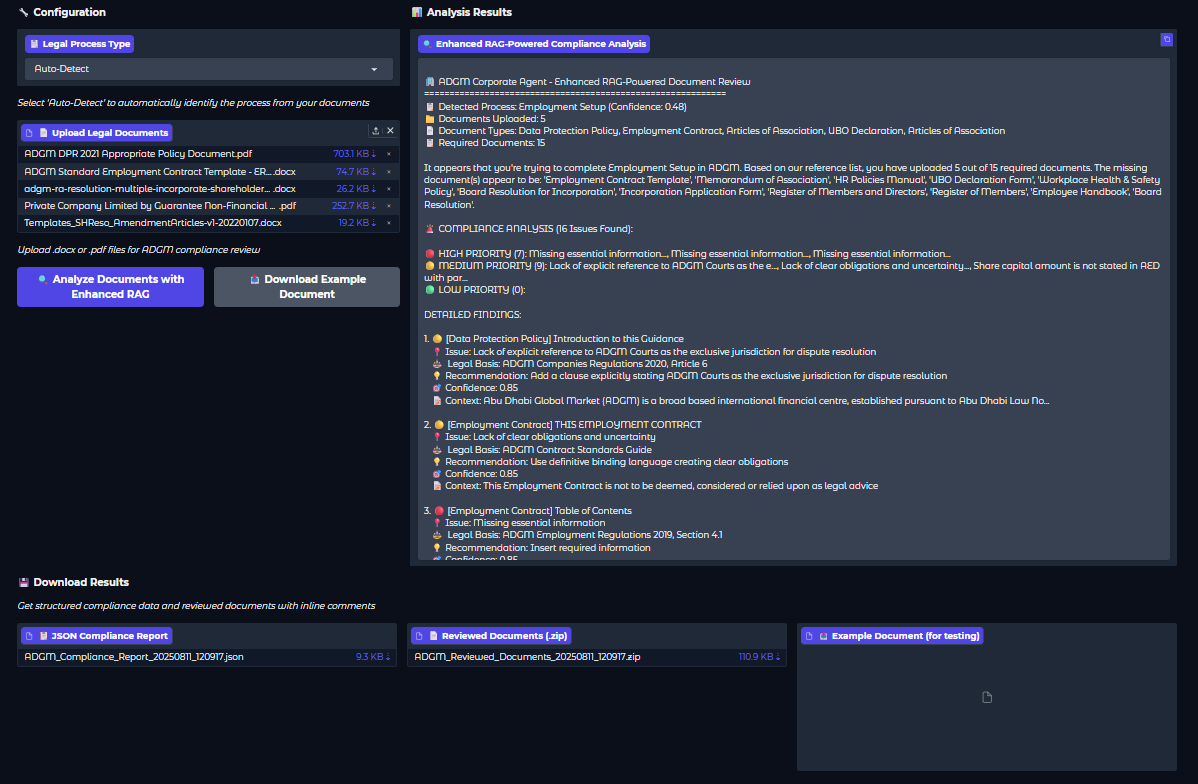 Configuration
Legal Process Type
Auto-Detect
Select 'Auto-Detect' to automatically identify the process from your documents
Upload Legal Documents
ADGM DPR 2021 Appropriate Policy Document.pdf 703.1 KB ↓ ×
ADGM Standard Employment Contract Template - ER... .docx 74.7 KB ↓ ×
adgm-ra-resolution-multiple-incorporate-shareholder... .docx 26.2 KB ↓ ×
Private Company Limited by Guarantee Non-Financial ... .pdf 252.7 KB ↓ ×
Templates_SHReso_AmendmentArticles-v1-20220107.docx 19.2 KB ↓ ×
Upload .docx or .pdf files for ADGM compliance review
Analyze Documents with
Enhanced RAG
Download Example
Document
Analysis Results
Enhanced RAG-Powered Compliance Analysis
ADGM Corporate Agent - Enhanced RAG-Powered Document Review
============================================================
Detected Process: Employment Setup (Confidence: 0.48)
Documents Uploaded: 5
Document Types: Data Protection Policy, Employment Contract, Articles of Association, UBO Declaration, Articles of Association
Required Documents: 15
It appears that you're trying to complete Employment Setup in ADGM. Based on our reference list, you have uploaded 5 out of 15 required documents. The missing
document(s) appear to be: 'Employment Contract Template', 'Memorandum of Association', 'HR Policies Manual', 'UBO Declaration Form', 'Workplace Health & Safety
Policy', 'Board Resolution for Incorporation', 'Incorporation Application Form', 'Register of Members and Directors', 'Register of Members', 'Employee Handbook', 'Board
Resolution'.
COMPLIANCE ANALYSIS (16 Issues Found):
HIGH PRIORITY (7): Missing essential information..., Missing essential information..., Missing essential information...
MEDIUM PRIORITY (9): Lack of explicit reference to ADGM Courts as the e..., Lack of clear obligations and uncertainty..., Share capital amount is not stated in AED
with par...
LOW PRIORITY (0):
DETAILED FINDINGS:
1. [Data Protection Policy] Introduction to this Guidance
Issue: Lack of explicit reference to ADGM Courts as the exclusive jurisdiction for dispute resolution
Legal Basis: ADGM Companies Regulations 2020, Article 6
Recommendation: Add a clause explicitly stating ADGM Courts as the exclusive jurisdiction for dispute resolution
Confidence: 0.85
Context: Abu Dhabi Global Market (ADGM) is a broad based international financial centre, established pursuant to Abu Dhabi Law No...
2. [Employment Contract] THIS EMPLOYMENT CONTRACT
Issue: Lack of clear obligations and uncertainty
Legal Basis: ADGM Contract Standards Guide
Recommendation: Use definitive binding language creating clear obligations
Confidence: 0.85
Context: This Employment Contract is not to be deemed, considered or relied upon as legal advice
3. [Employment Contract] Table of Contents
Issue: Missing essential information
Legal Basis: ADGM Employment Regulations 2019, Section 4.1
Recommendation: Insert required information
Confidence: 0.85
Download Results
Get structured compliance data and reviewed documents with inline comments
JSON Compliance Report
ADGM_Compliance_Report_20250811_120917.json 9.3 KB ↓
Reviewed Documents (.zip)
ADGM_Reviewed_Documents_20250811_120917.zip 110.9 KB ↓
Example Document (for testing)